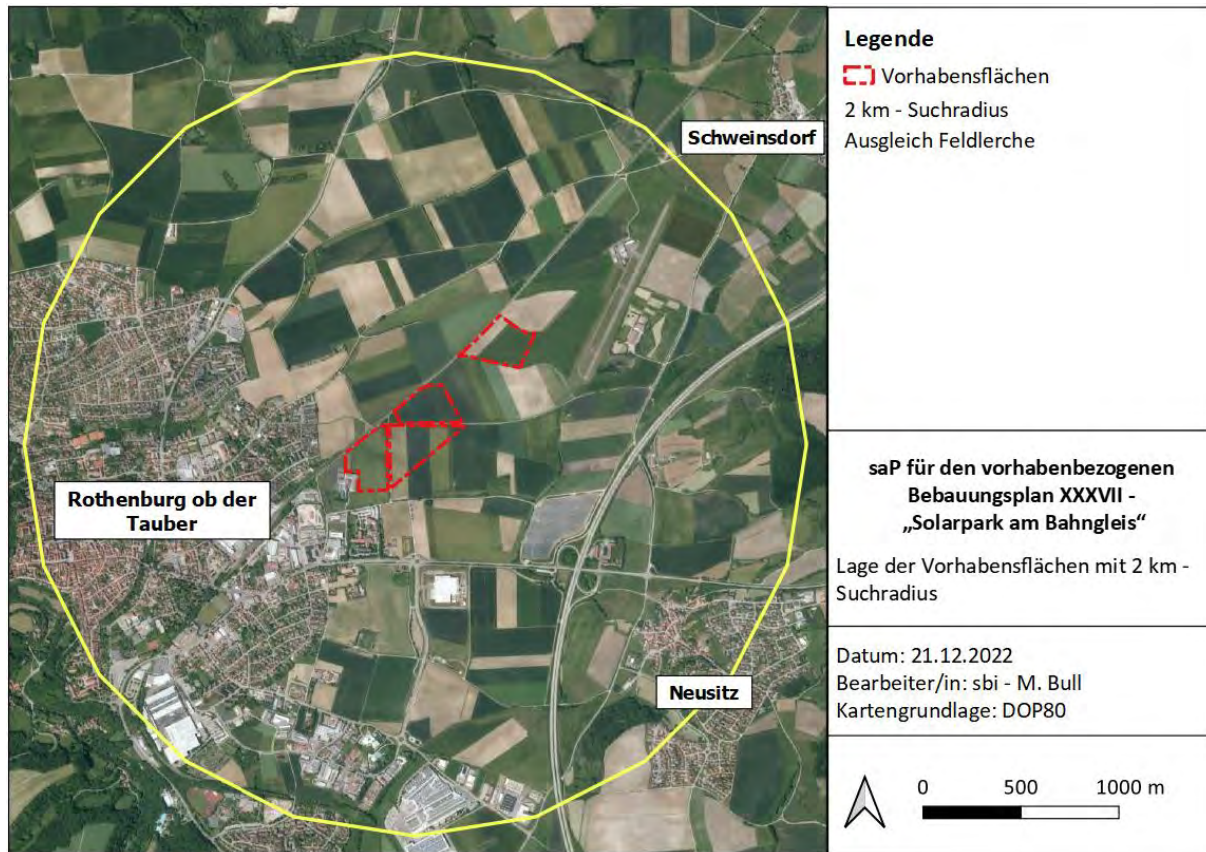 Schweinsdorf
Rothenburg ob der
Tauber
Neusitz
Legende
Vorhabensflächen
2 km - Suchradius
Ausgleich Feldlerche
saP für den vorhabenbezogenen
Bebauungsplan XXXVII -
„Solarpark am Bahngleis“
Lage der Vorhabensflächen mit 2 km -
Suchradius
Datum: 21.12.2022
Bearbeiter/in: sbi - M. Bull
Kartengrundlage: DOP80
0 500 1000 m